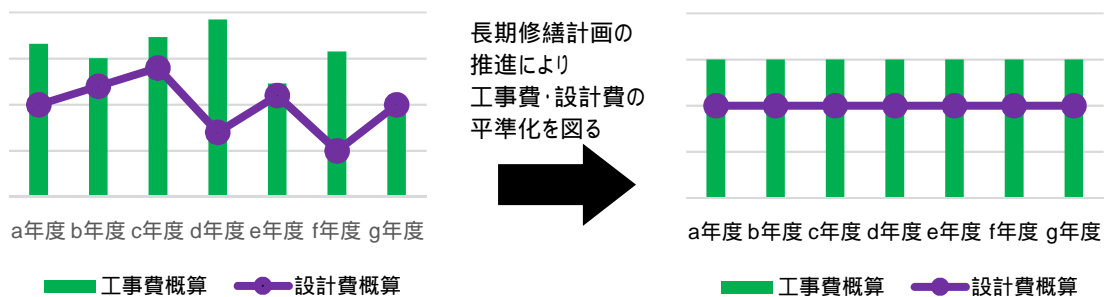 長期修繕計画の
推進により
工事費・設計費の
平準化を図る
a年度 b年度 c年度 d年度 e年度 f年度 g年度
工事費概算 設計費概算
a年度 b年度 c年度 d年度 e年度 f年度 g年度
工事費概算 設計費概算